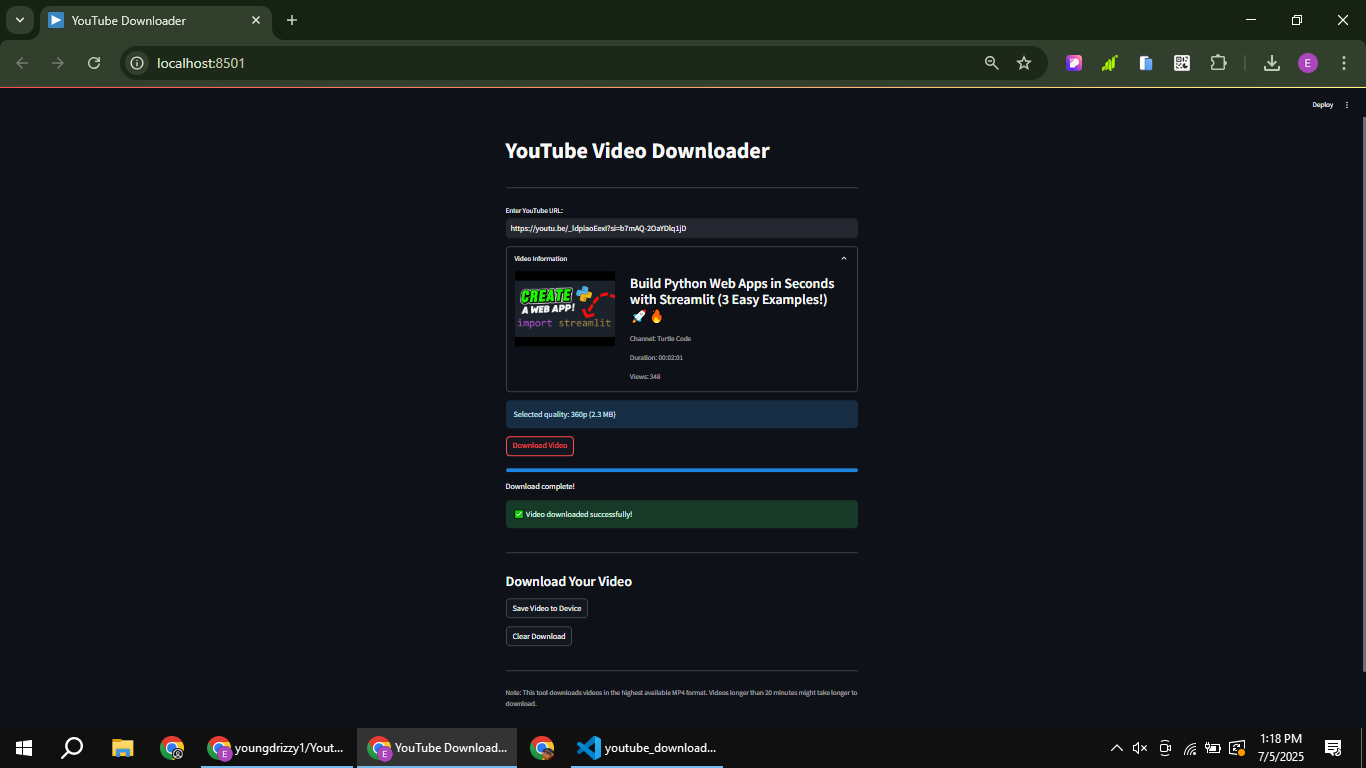 YouTube Downloader
localhost:8501
E
Deploy
YouTube Video Downloader
Enter YouTube URL:
https://youtu.be/_ldpiaoEexI?si=b7mAQ-2OaYDlq1jD
Video Information
CREATE
A WEB APP!
import streamlit
Build Python Web Apps in Seconds
with Streamlit (3 Easy Examples!)
🚀 🔥
Channel: Turtle Code
Duration: 00:02:01
Views: 348
Selected quality: 360p (2.3 MB)
Download Video
Download complete!
✅ Video downloaded successfully!
Download Your Video
Save Video to Device
Clear Download
Note: This tool downloads videos in the highest available MP4 format. Videos longer than 20 minutes might take longer to
download.
E
youngdrizzy1/Yout...
E
YouTube Download...
youtube_download...
1:18 PM
7/5/2025